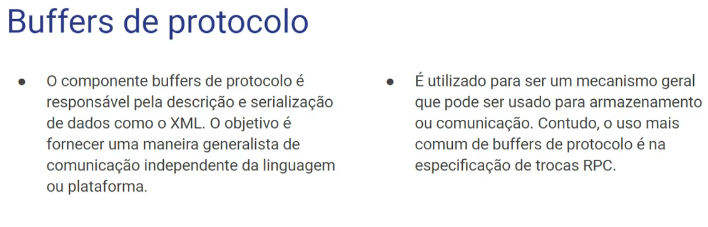 Buffers de protocolo
● O componente buffers de protocolo é
responsável pela descrição e serialização
de dados como o XML. O objetivo é
fornecer uma maneira generalista de
comunicação independente da linguagem
ou plataforma.
● É utilizado para ser um mecanismo geral
que pode ser usado para armazenamento
ou comunicação. Contudo, o uso mais
comum de buffers de protocolo é na
especificação de trocas RPC.